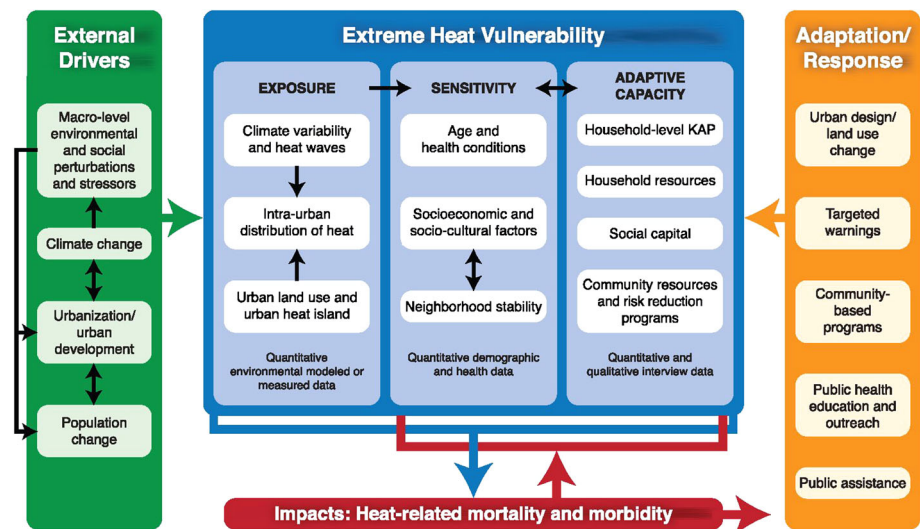 External
Drivers
Macro-level
environmental
and social
perturbations
and stressors
Climate change
Urbanization/
urban
development
Population
change
Extreme Heat Vulnerability
EXPOSURE
Climate variability
and heat waves
Intra-urban
distribution of heat
Urban land use and
urban heat island
Quantitative
environmental modeled or
measured data
SENSITIVITY
Age and
health conditions
Socioeconomic and
socio-cultural factors
Neighborhood stability
Quantitative demographic
and health data
ADAPTIVE
CAPACITY
Household-level KAP
Household resources
Social capital
Community resources
and risk reduction
programs
Quantitative and
qualitative interview data
Impacts: Heat-related mortality and morbidity
Adaptation/
Response
Urban design/
land use
change
Targeted
warnings
Community-
based
programs
Public health
education and
outreach
Public assistance